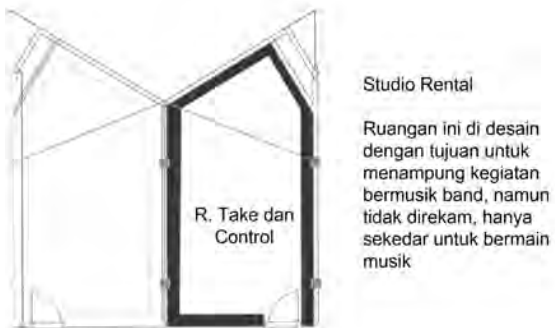 R. Take dan
Control
Studio Rental
Ruangan ini di desain
dengan tujuan untuk
menampung kegiatan
bermusik band, namun
tidak direkam, hanya
sekedar untuk bermain
musik